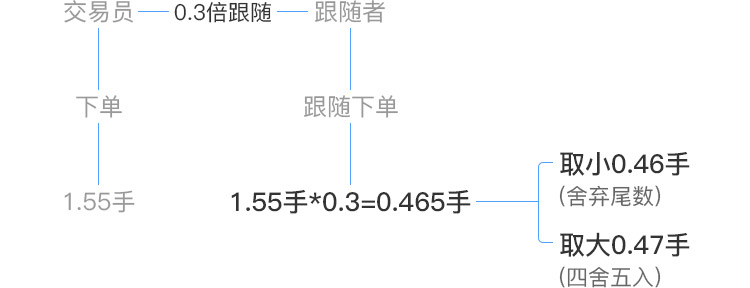 交易员 0.3倍跟随 跟随者
下单 跟随下单
1.55手 1.55手*0.3=0.465手
取小0.46手
(舍弃尾数)
取大0.47手
(四舍五入)